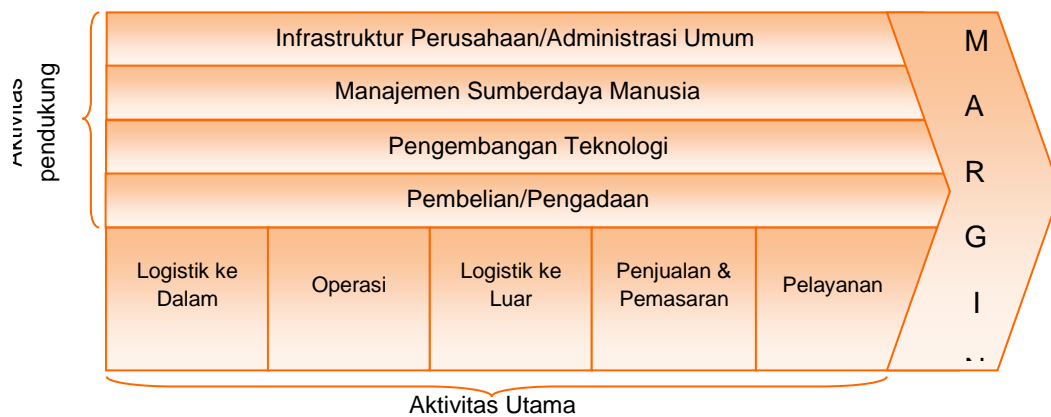 Infrastruktur Perusahaan/Administrasi Umum
Manajemen Sumberdaya Manusia
Pengembangan Teknologi
Pembelian/Pengadaan
Aktivitas
pendukung
Logistik ke
Dalam
Operasi
Logistik ke
Luar
Penjualan &
Pemasaran
Pelayanan
M
A
R
G
I
N
Aktivitas Utama